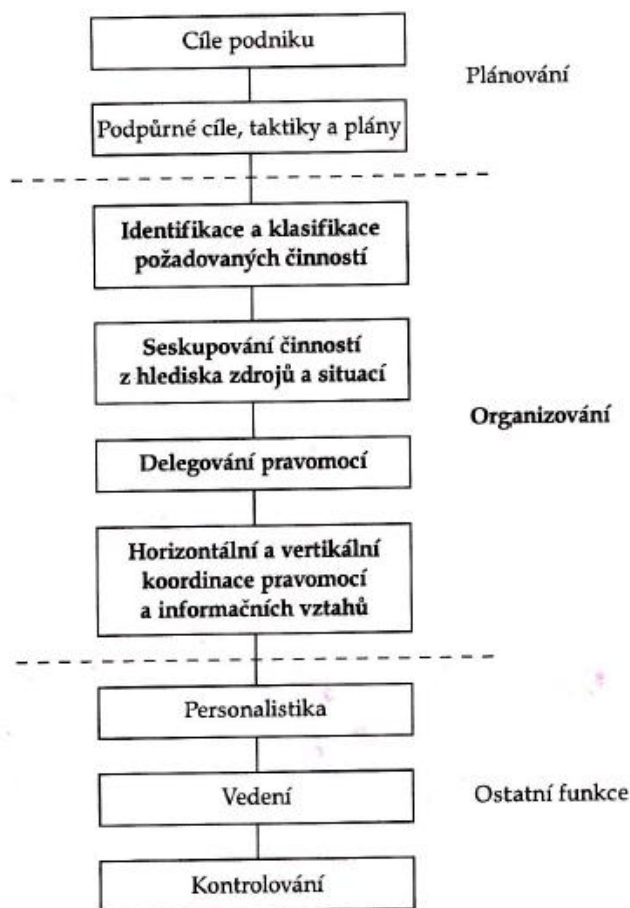 Cíle podniku
Plánování
Podpůrné cíle, taktiky a plány
Identifikace a klasifikace
požadovaných činností
Seskupování činností
z hlediska zdrojů a situací
Organizování
Delegování pravomocí
Horizontální a vertikální
koordinace pravomocí
a informačních vztahů
Personalistika
Vedení
Ostatní funkce
Kontrolování